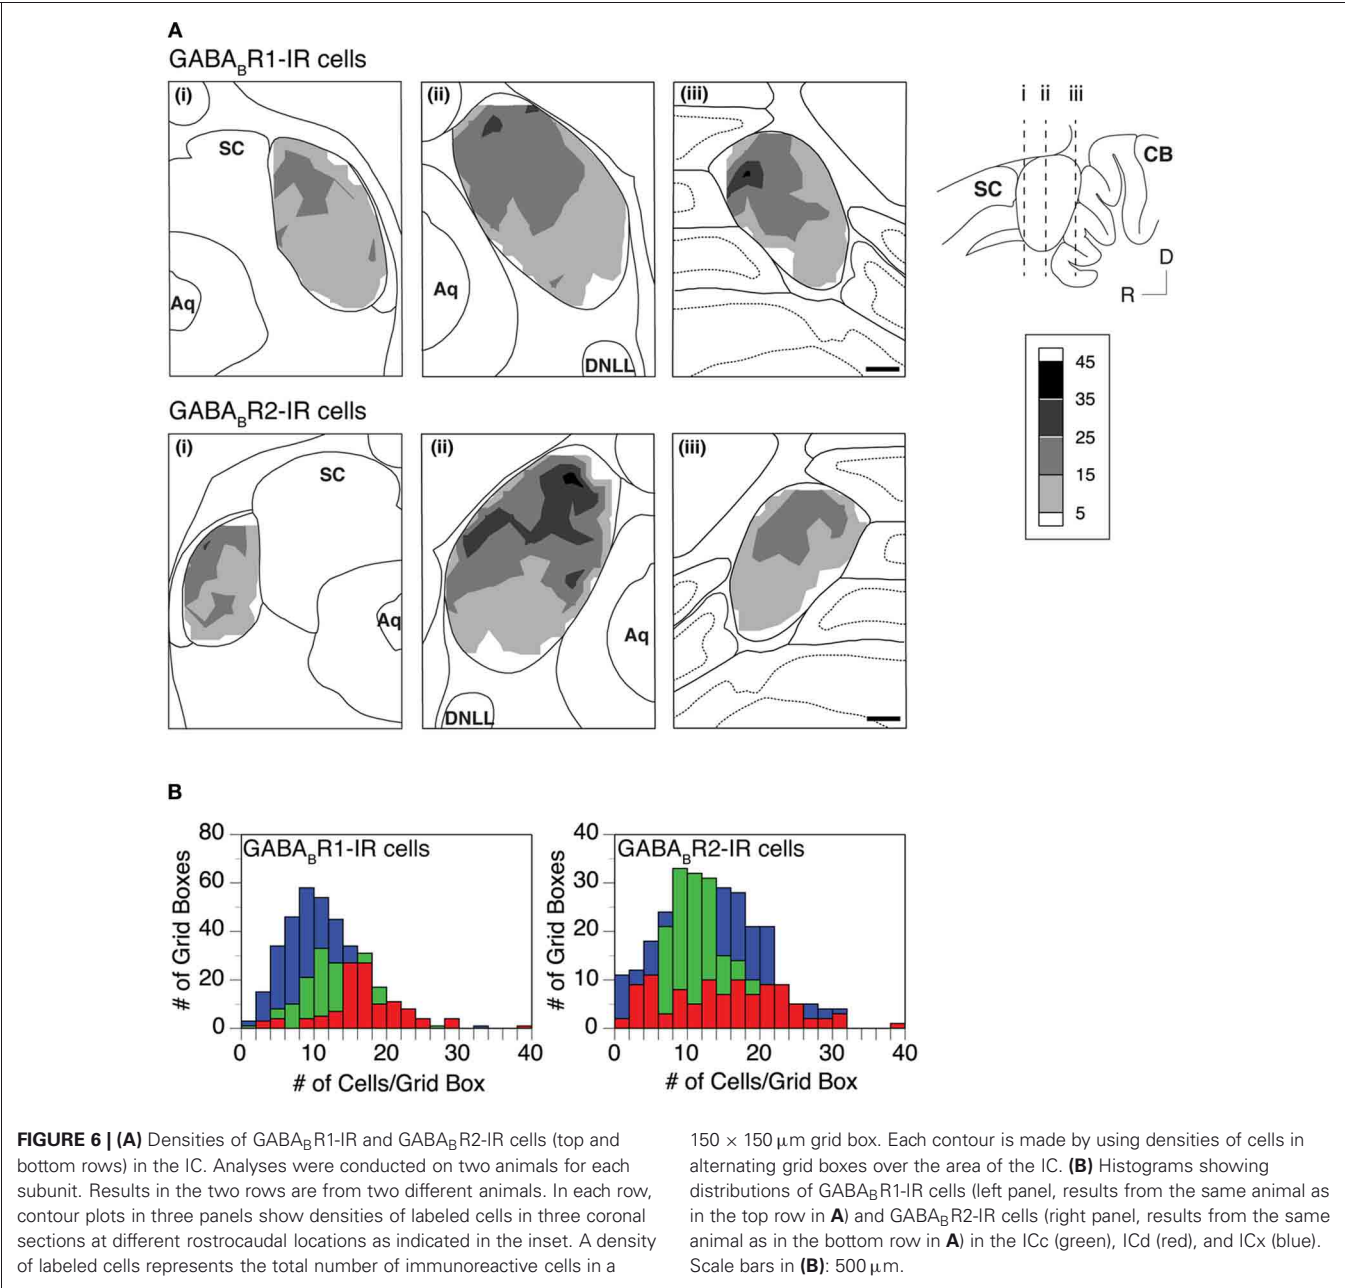 A
GABABR1-IR cells
(i)
SC
Aq
(ii)
Aq
DNLL
(iii)
i ii iii
SC
CB
D
R
45
35
25
15
5
GABABR2-IR cells
(i)
SC
Aq
(ii)
Aq
DNLL
(iii)
B
GABABR1-IR cells
# of Grid Boxes
80
60
40
20
0
0 10 20 30 40
# of Cells/Grid Box
GABABR2-IR cells
# of Grid Boxes
40
30
20
10
0
0 10 20 30 40
# of Cells/Grid Box
FIGURE 6 | (A) Densities of GABABR1-IR and GABABR2-IR cells (top and
bottom rows) in the IC. Analyses were conducted on two animals for each
subunit. Results in the two rows are from two different animals. In each row,
contour plots in three panels show densities of labeled cells in three coronal
sections at different rostrocaudal locations as indicated in the inset. A density
of labeled cells represents the total number of immunoreactive cells in a
150 × 150 μm grid box. Each contour is made by using densities of cells in
alternating grid boxes over the area of the IC. (B) Histograms showing
distributions of GABABR1-IR cells (left panel, results from the same animal as
in the top row in A) and GABABR2-IR cells (right panel, results from the same
animal as in the bottom row in A) in the ICc (green), ICd (red), and ICx (blue).
Scale bars in (B): 500 μm.